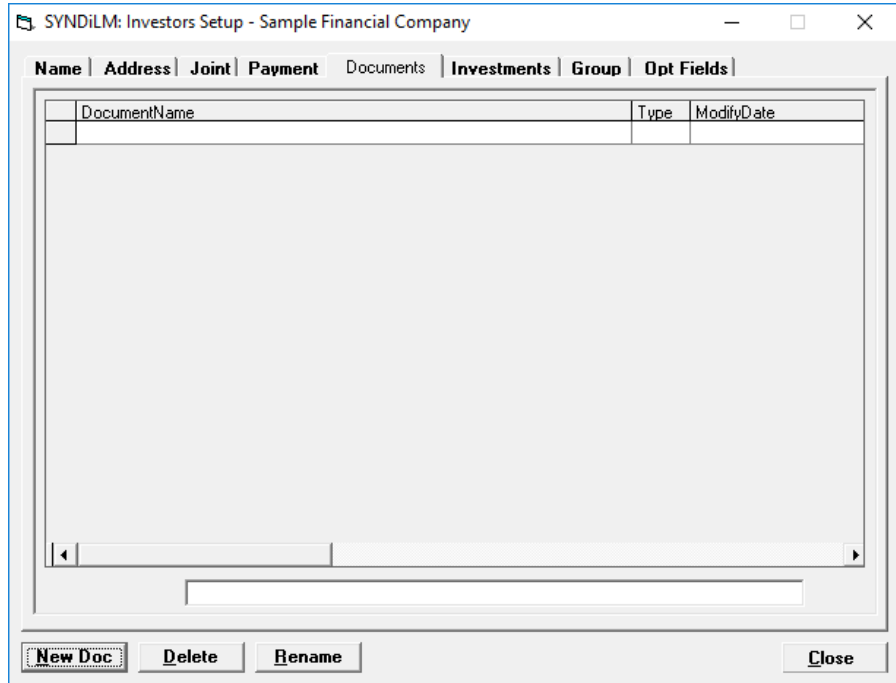 SYNDiLM: Investors Setup - Sample Financial Company
Name Address Joint Payment Documents Investments Group Opt Fields
DocumentName Type ModifyDate
New Doc Delete Rename Close